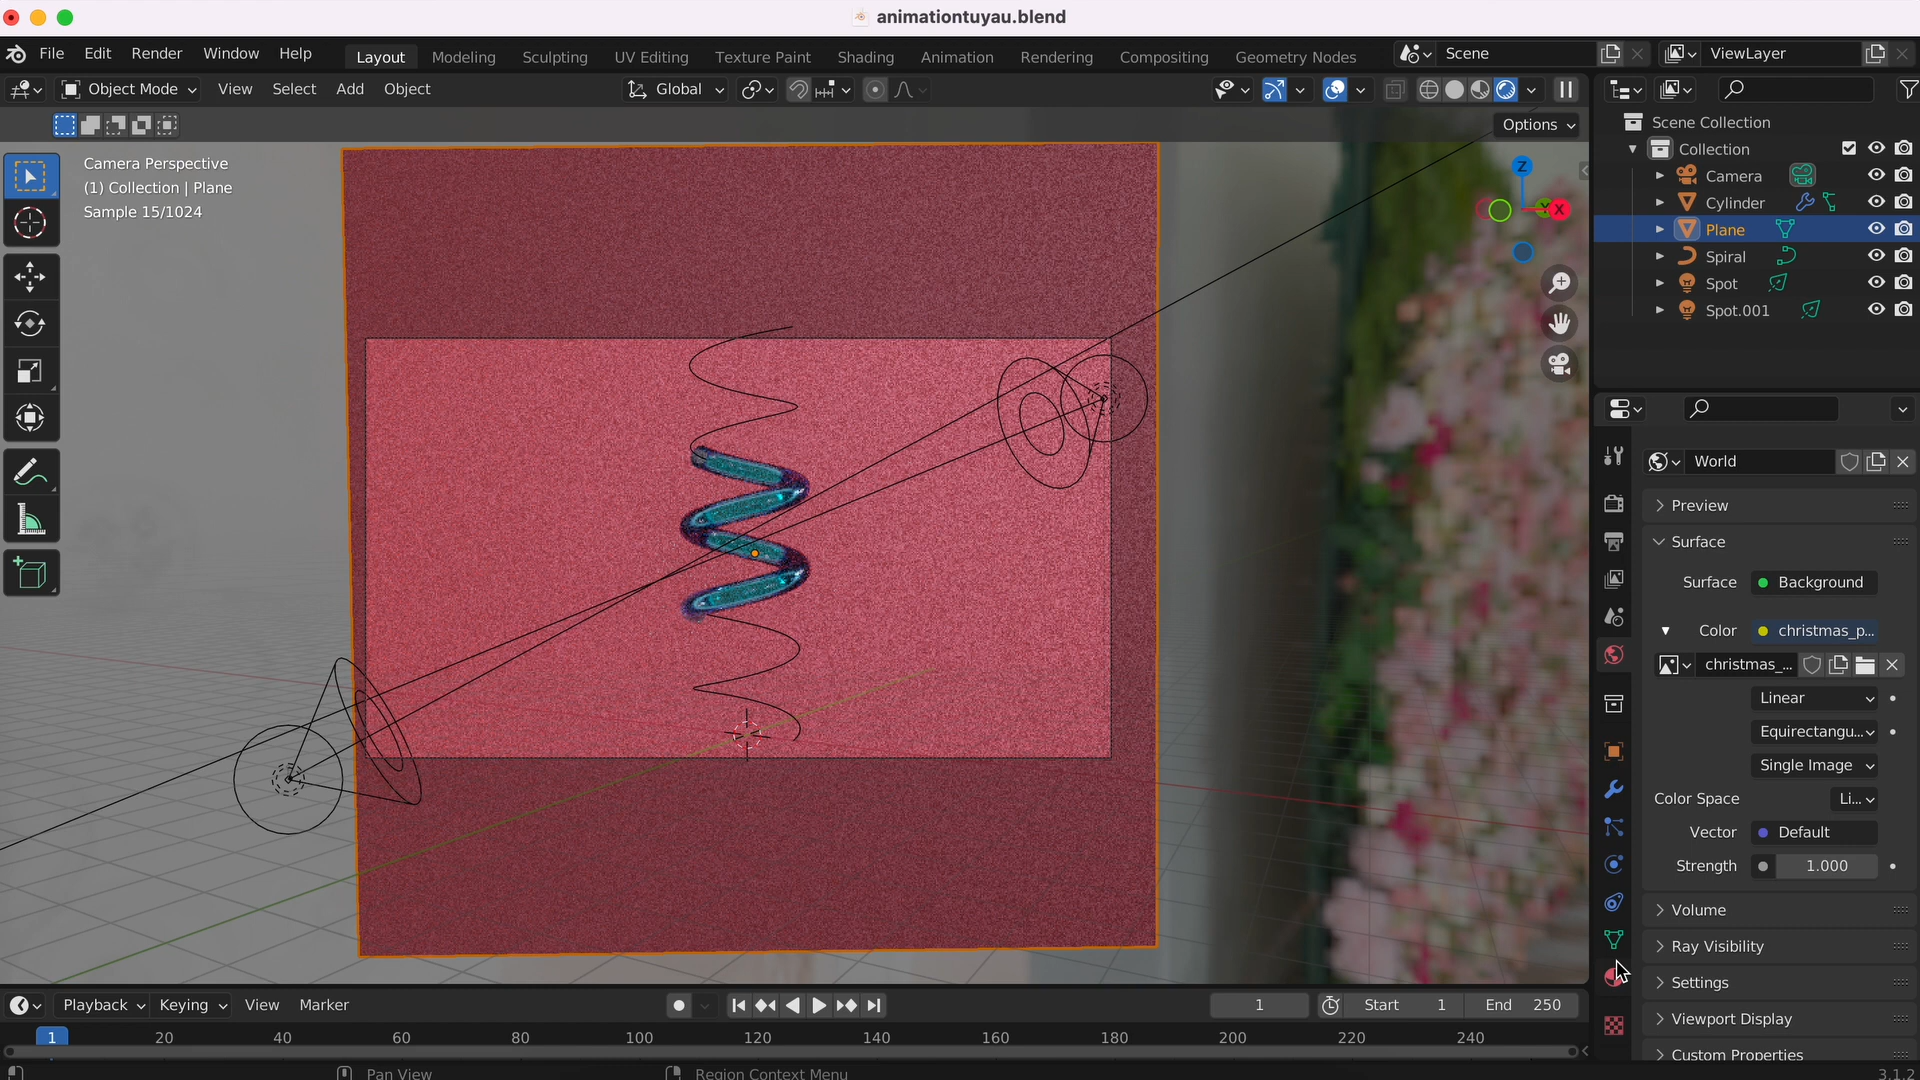 animationtuyau.blend
File Edit Render Window Help Layout Modeling Sculpting UV Editing Texture Paint Shading Animation Rendering Compositing Geometry Nodes Scene ViewLayer
Object Mode View Select Add Object Global
Options
Camera Perspective
(1) Collection | Plane
Sample 15/1024
Z
Y
X
Scene Collection
Collection
Camera
Cylinder
Plane
Spiral
Spot
Spot.001
World
Preview
Surface
Surface Background
Color christmas_p...
christmas_...
Linear
Equirectangu...
Single Image
Color Space Li...
Vector Default
Strength 1.000
Volume
Ray Visibility
Settings
Viewport Display
Custom Properties
Playback Keying View Marker 1 Start 1 End 250
1 20 40 60 80 100 120 140 160 180 200 220 240
Pan View Region Context Menu 3.1.2